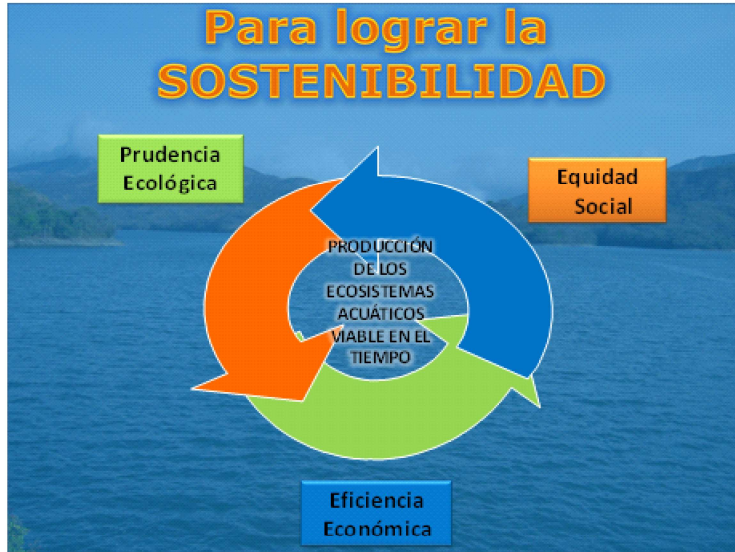 Para lograr la
SOSTENIBILIDAD
Prudencia
Ecológica
Equidad
Social
PRODUCCIÓN
DE LOS
ECOSISTEMAS
ACUÁTICOS
VIABLE EN EL
TIEMPO
Eficiencia
Económica